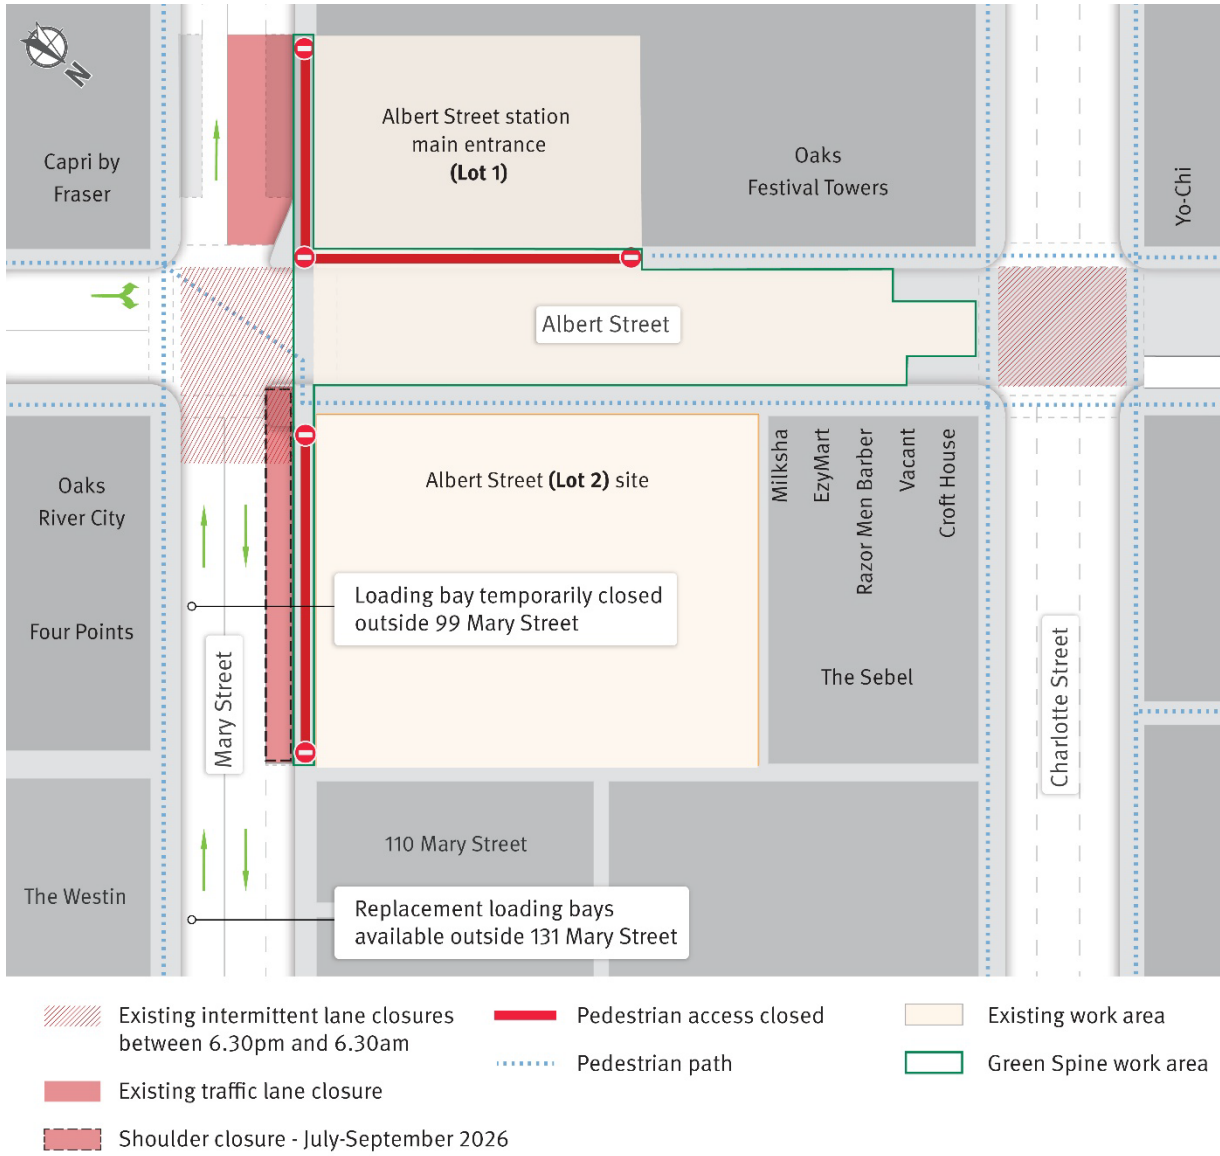 N
Capri by
Fraser
Albert Street station
main entrance
(Lot 1)
Oaks
Festival Towers
Yo-Chi
Albert Street
Oaks
River City
Four Points
Albert Street (Lot 2) site
Milksha
EzyMart
Razor Men Barber
Vacant
Croft House
Loading bay temporarily closed
outside 99 Mary Street
Mary Street
The Sebel
Charlotte Street
110 Mary Street
The Westin
Replacement loading bays
available outside 131 Mary Street
Existing intermittent lane closures
between 6.30pm and 6.30am
Existing traffic lane closure
Shoulder closure - July-September 2026
Pedestrian access closed
Pedestrian path
Existing work area
Green Spine work area